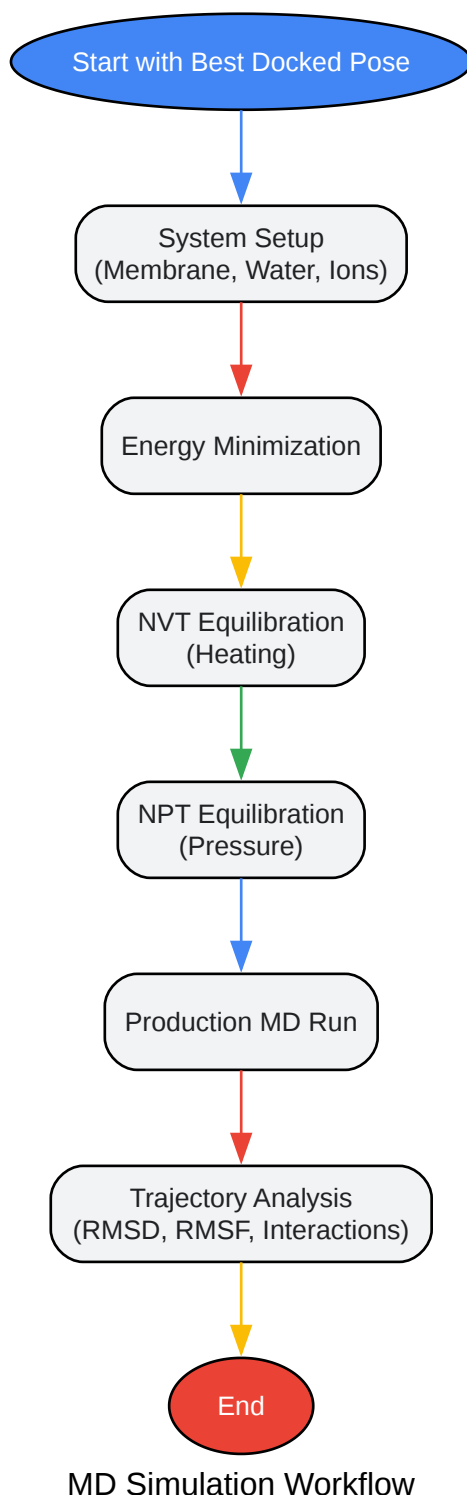 Start with Best Docked Pose
System Setup
(Membrane, Water, Ions)
Energy Minimization
NVT Equilibration
(Heating)
NPT Equilibration
(Pressure)
Production MD Run
Trajectory Analysis
(RMSD, RMSF, Interactions)
End
MD Simulation Workflow